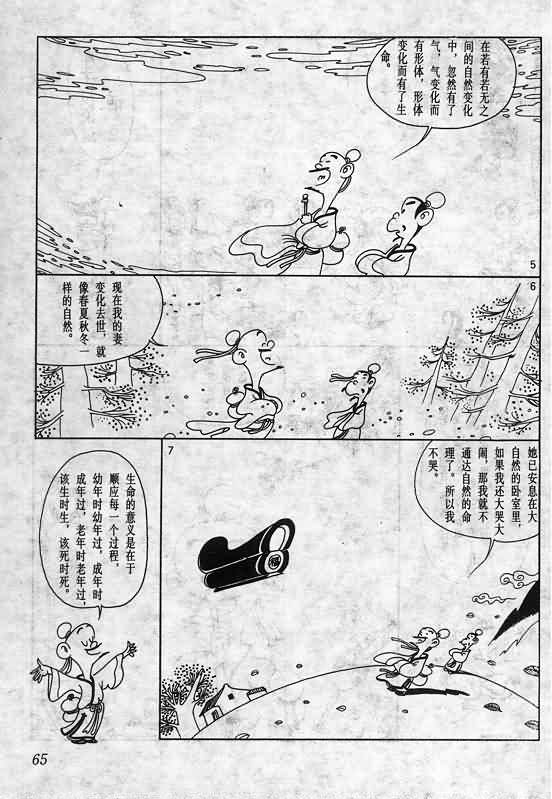 在若有若无之
间的自然变化
中，忽然有了
气，气变化而
有形体，形体
变化而有了生
命。
5
6
现在我的妻
变化去世，就
像春夏秋冬一
样的自然。
7
她已安息在大
自然的卧室里，
如果我还大哭大
闹，那我就不
通达自然的命
理了。所以我
不哭。
生命的意义是在于
顺应每一个过程，
幼年时幼年过，成年时
成年过，老年时老年过，
该生时生，该死时死。
65